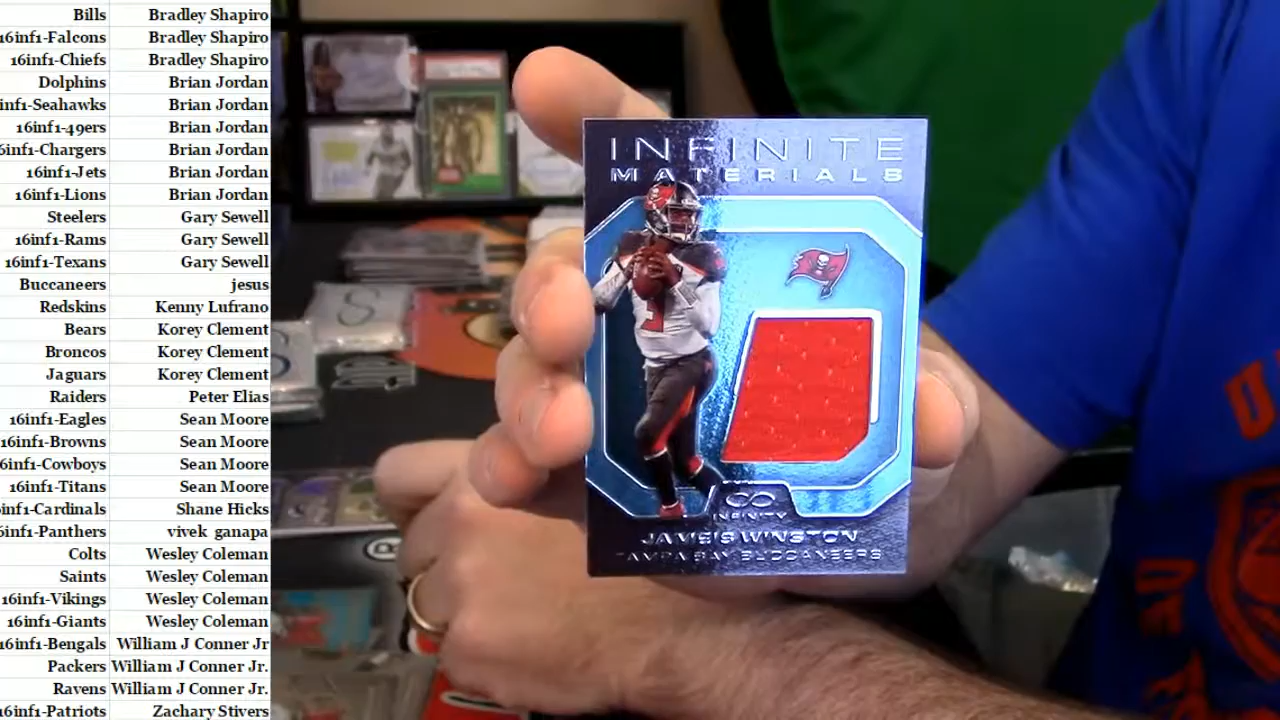 Bills Bradley Shapiro
16inf1-Falcons Bradley Shapiro
16inf1-Chiefs Bradley Shapiro
Dolphins Brian Jordan
inf1-Seahawks Brian Jordan
16inf1-49ers Brian Jordan
16inf1-Chargers Brian Jordan
16inf1-Jets Brian Jordan
16inf1-Lions Brian Jordan
Steelers Gary Sewell
16inf1-Rams Gary Sewell
16inf1-Texans Gary Sewell
Buccaneers jesus
Redskins Kenny Lufrano
Bears Korey Clement
Broncos Korey Clement
Jaguars Korey Clement
Raiders Peter Elias
16inf1-Eagles Sean Moore
16inf1-Browns Sean Moore
6inf1-Cowboys Sean Moore
16inf1-Titans Sean Moore
inf1-Cardinals Shane Hicks
6inf1-Panthers vivek ganapa
Colts Wesley Coleman
Saints Wesley Coleman
16inf1-Vikings Wesley Coleman
16inf1-Giants Wesley Coleman
16inf1-Bengals William J Conner Jr
Packers William J Conner Jr.
Ravens William J Conner Jr.
16inf1-Patriots Zachary Stivers
INFINITE
MATERIALS
3
INFINITY
JAMEIS WINSTON
TAMPA BAY BUCCANEERS